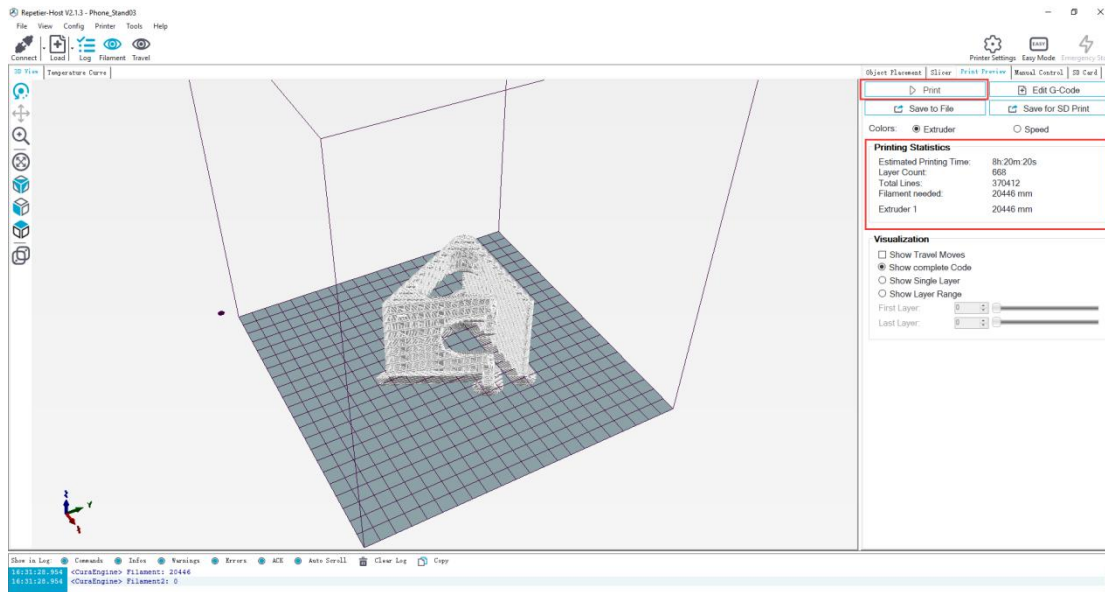 Repetier-Host V2.1.3 - Phone_Stand03
File View Config Printer Tools Help
Connect Load Log Filament Travel
Printer Settings Easy Mode Emergency St
EASY
3D View Temperature Curve
Object Placement Slicer Print Preview Manual Control SD Card
Print Edit G-Code
Save to File Save for SD Print
Colors: Extruder Speed
Printing Statistics
Estimated Printing Time: 8h:20m:20s
Layer Count: 668
Total Lines: 370412
Filament needed: 20446 mm
Extruder 1 20446 mm
Visualization
Show Travel Moves
Show complete Code
Show Single Layer
Show Layer Range
First Layer: 0
Last Layer: 0
Show in Log: Commands Infos Warnings Errors ACK Auto Scroll Clear Log Copy
16:31:28.954 <CuraEngine> Filament: 20446
16:31:28.954 <CuraEngine> Filament2: 0